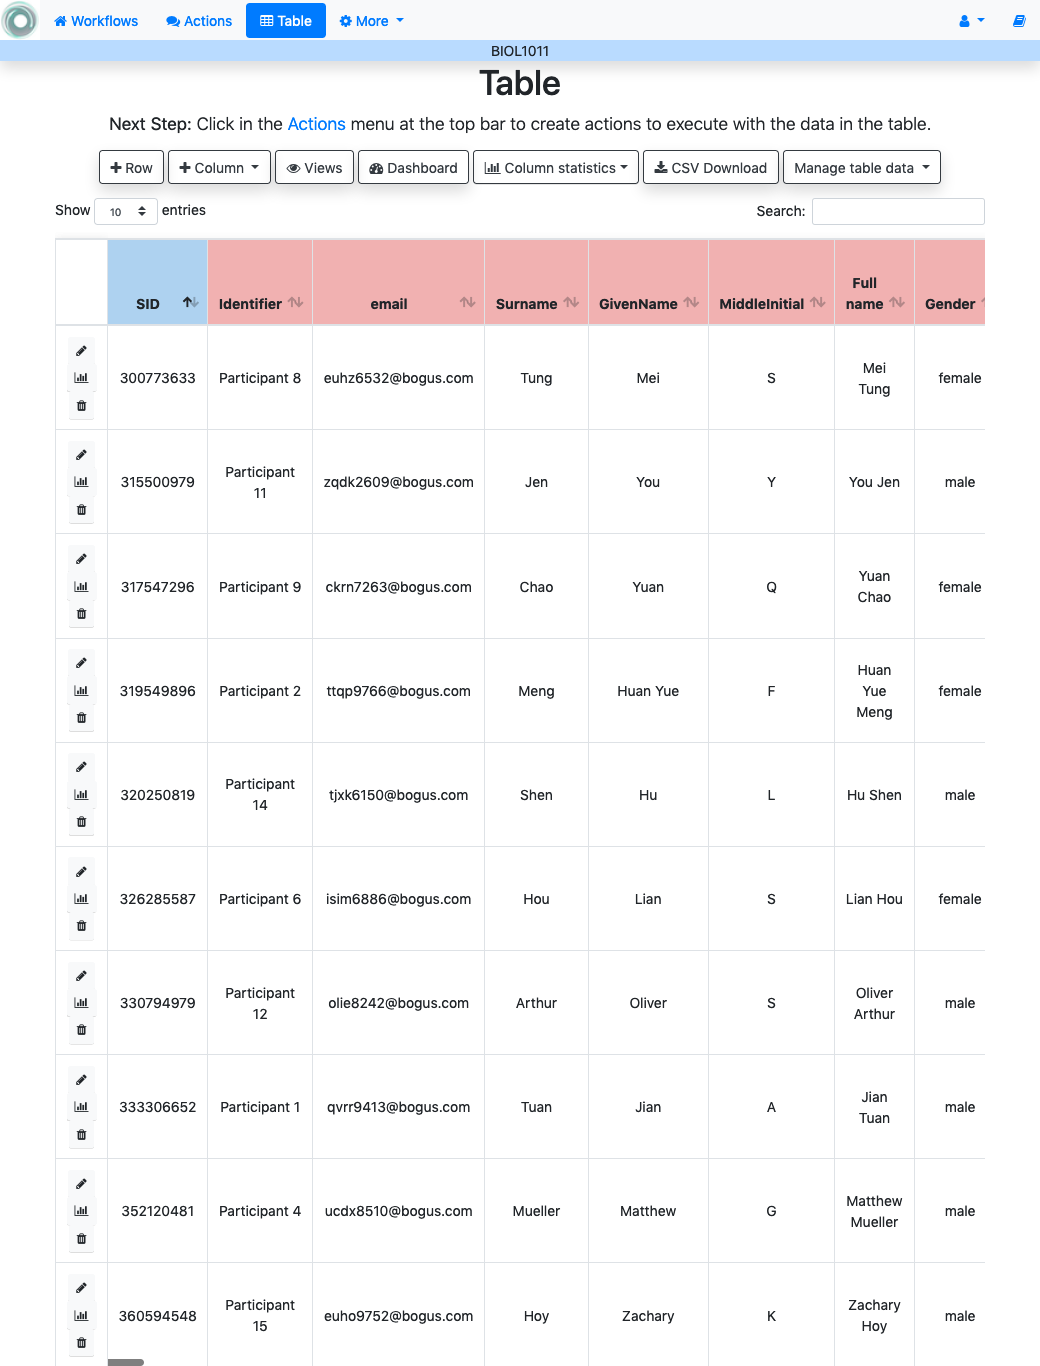 Workflows Actions Table More
BIOL1011
Table
Next Step: Click in the Actions menu at the top bar to create actions to execute with the data in the table.
Row Column Views Dashboard Column statistics CSV Download Manage table data
Show 10 entries Search:
SID Identifier email Surname GivenName MiddleInitial Full name Gender
300773633 Participant 8 euhz6532@bogus.com Tung Mei S Mei Tung female
315500979 Participant 11 zqdk2609@bogus.com Jen You Y You Jen male
317547296 Participant 9 ckrn7263@bogus.com Chao Yuan Q Yuan Chao female
319549896 Participant 2 ttqp9766@bogus.com Meng Huan Yue F Huan Yue Meng female
320250819 Participant 14 tjxk6150@bogus.com Shen Hu L Hu Shen male
326285587 Participant 6 isim6886@bogus.com Hou Lian S Lian Hou female
330794979 Participant 12 olie8242@bogus.com Arthur Oliver S Oliver Arthur male
333306652 Participant 1 qvrr9413@bogus.com Tuan Jian A Jian Tuan male
352120481 Participant 4 ucdx8510@bogus.com Mueller Matthew G Matthew Mueller male
360594548 Participant 15 euho9752@bogus.com Hoy Zachary K Zachary Hoy male